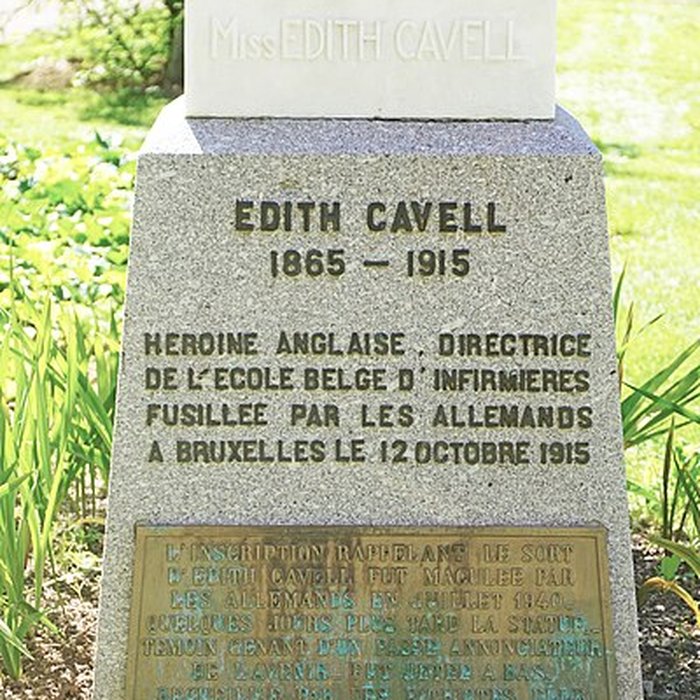 Miss EDITH CAVELL
EDITH CAVELL
1865 — 1915
HEROINE ANGLAISE, DIRECTRICE
DE L'ECOLE BELGE D'INFIRMIERES
FUSILLEE PAR LES ALLEMANDS
A BRUXELLES LE 12 OCTOBRE 1915
L'INSCRIPTION RAPPELANT LE SORT
D'EDITH CAVELL FUT MACULEE PAR
LES ALLEMANDS EN JUILLET 1940.
QUELQUES JOURS PLUS TARD LA STATUE,
TEMOIN GENANT D'UN PASSE ANNONCIATEUR
DE L'AVENIR, FUT JETEE A BAS.
PAR LES